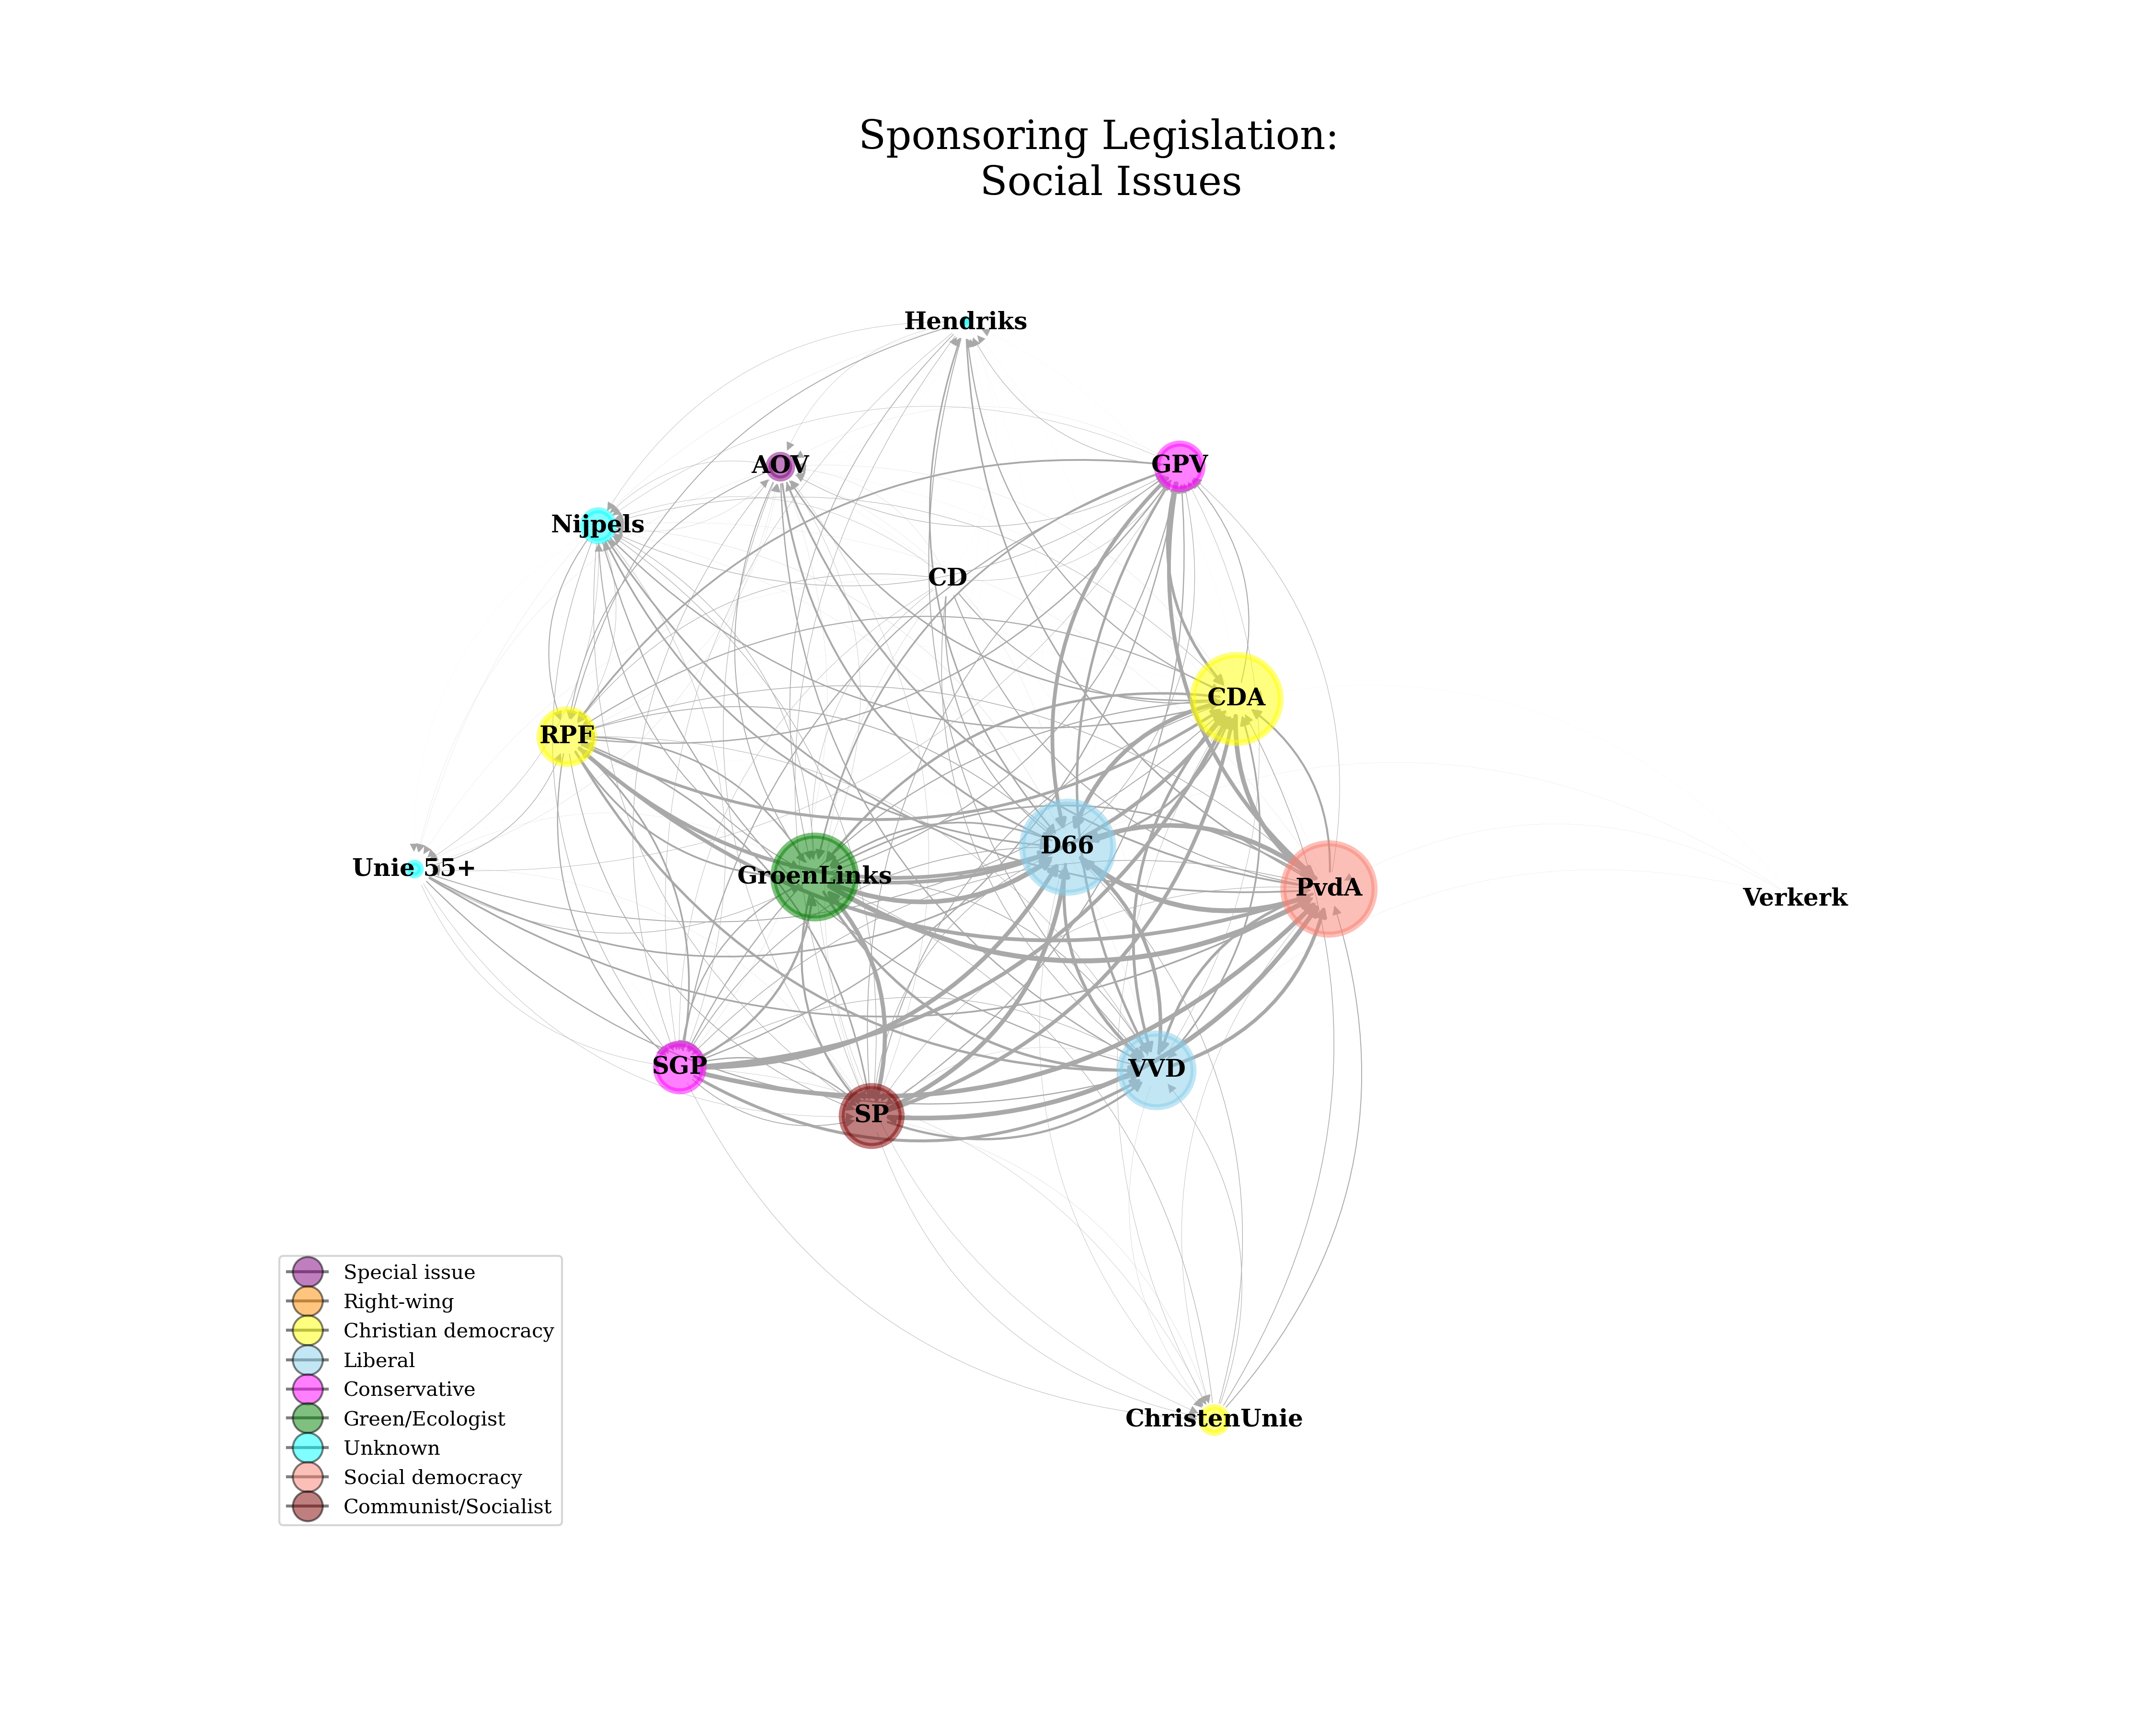 Sponsoring Legislation:
Social Issues
Hendriks
AOV
GPV
Nijpels
CD
CDA
RPF
D66
Unie 55+
GroenLinks
PvdA
Verkerk
SGP
VVD
SP
ChristenUnie
Special issue
Right-wing
Christian democracy
Liberal
Conservative
Green/Ecologist
Unknown
Social democracy
Communist/Socialist